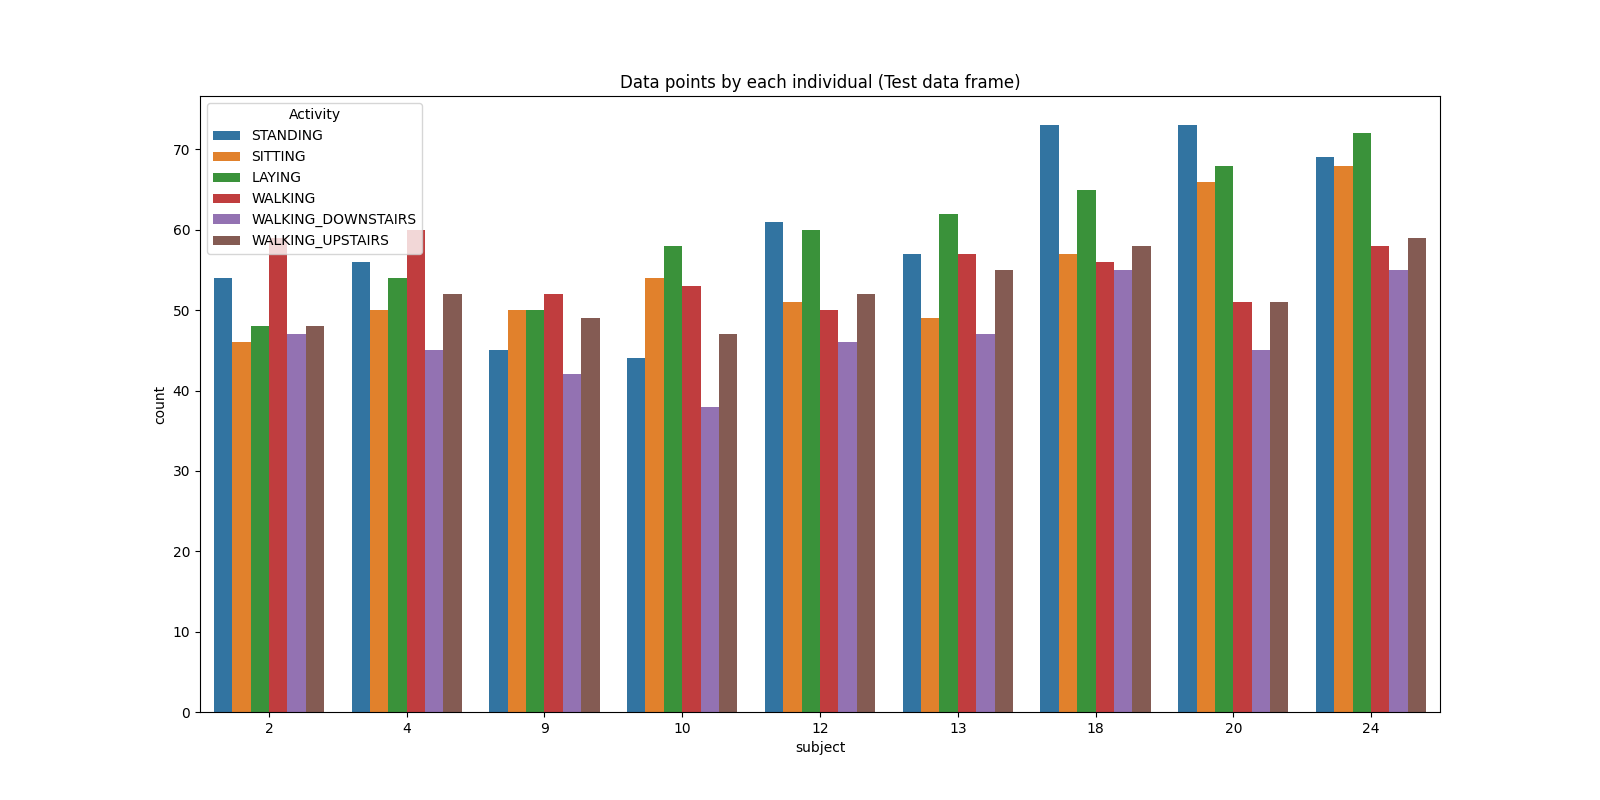 Data points by each individual (Test data frame)
Activity
STANDING
SITTING
LAYING
WALKING
WALKING_DOWNSTAIRS
WALKING_UPSTAIRS
count
70
60
50
40
30
20
10
0
2 4 9 10 12 13 18 20 24
subject